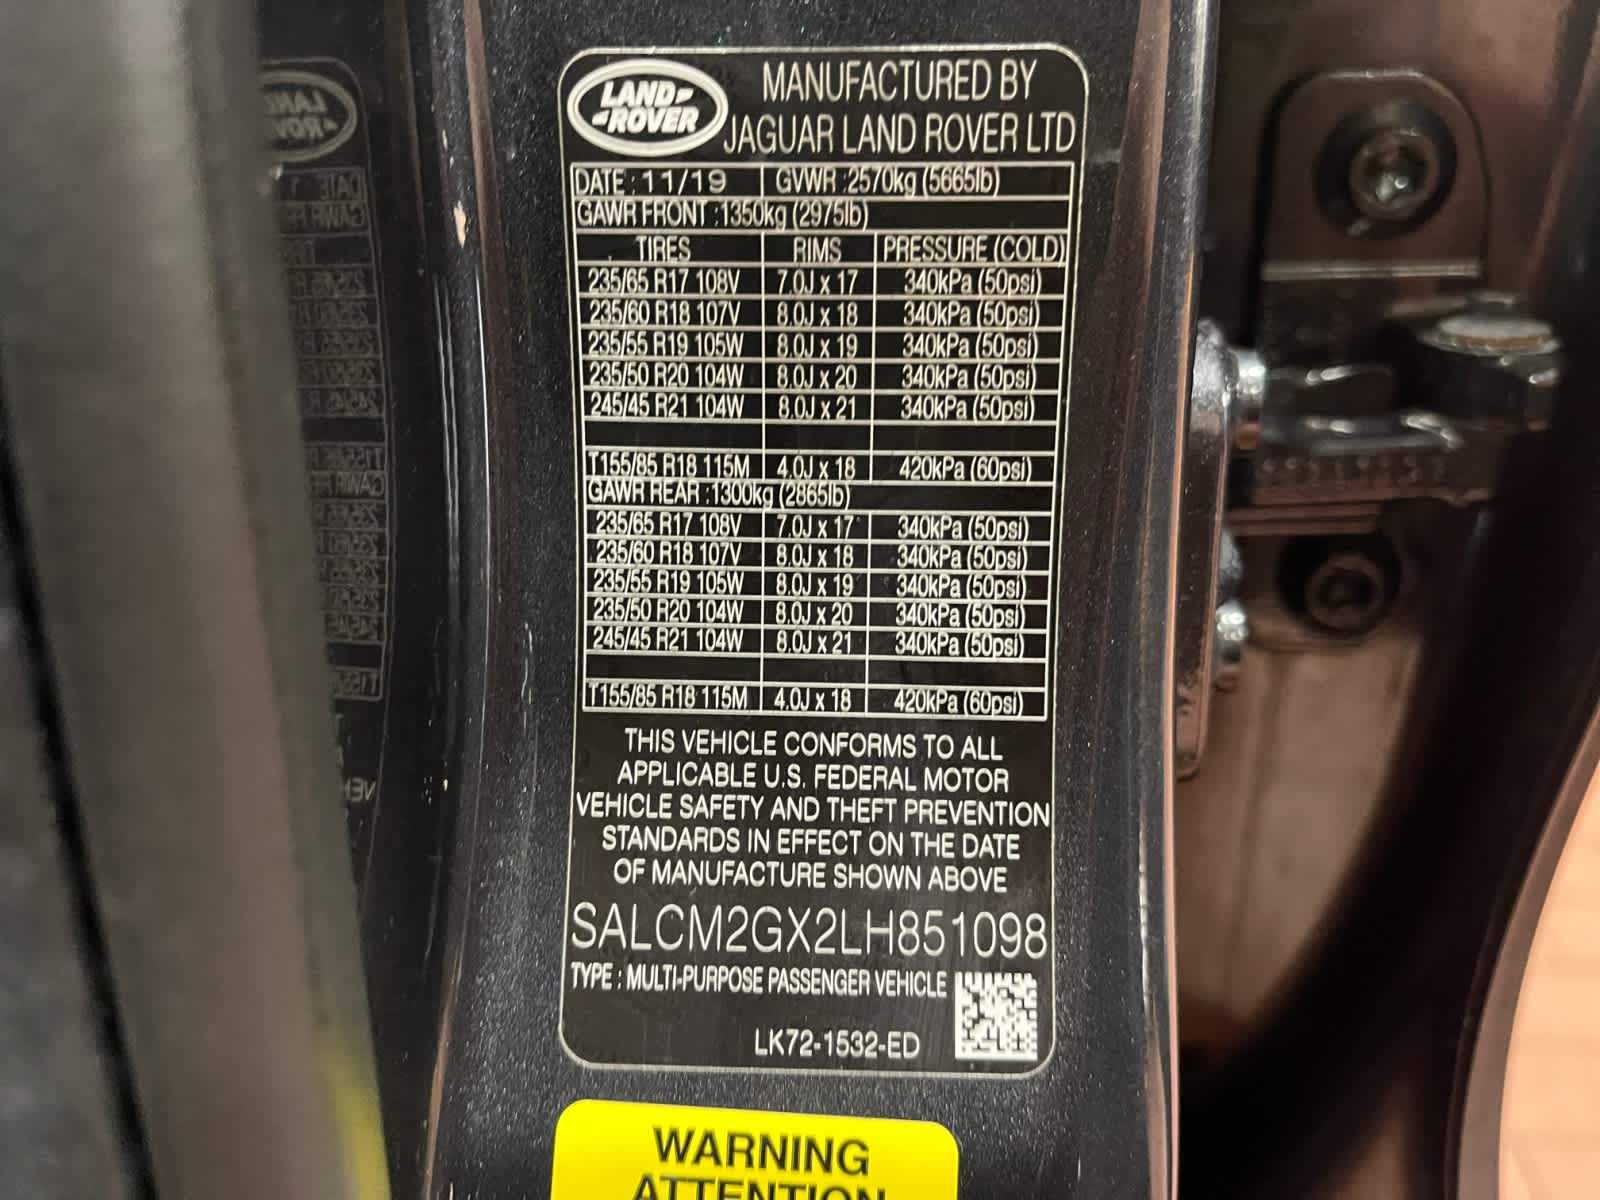 LAND
ROVER
MANUFACTURED BY
JAGUAR LAND ROVER LTD
DATE : 11/19 GVWR :2570kg (5665lb)
GAWR FRONT :1350kg (2975lb)
TIRES RIMS PRESSURE (COLD)
235/65 R17 108V 7.0J x 17 340kPa (50psi)
235/60 R18 107V 8.0J x 18 340kPa (50psi)
235/55 R19 105W 8.0J x 19 340kPa (50psi)
235/50 R20 104W 8.0J x 20 340kPa (50psi)
245/45 R21 104W 8.0J x 21 340kPa (50psi)
T155/85 R18 115M 4.0J x 18 420kPa (60psi)
GAWR REAR :1300kg (2865lb)
235/65 R17 108V 7.0J x 17 340kPa (50psi)
235/60 R18 107V 8.0J x 18 340kPa (50psi)
235/55 R19 105W 8.0J x 19 340kPa (50psi)
235/50 R20 104W 8.0J x 20 340kPa (50psi)
245/45 R21 104W 8.0J x 21 340kPa (50psi)
T155/85 R18 115M 4.0J x 18 420kPa (60psi)
THIS VEHICLE CONFORMS TO ALL
APPLICABLE U.S. FEDERAL MOTOR
VEHICLE SAFETY AND THEFT PREVENTION
STANDARDS IN EFFECT ON THE DATE
OF MANUFACTURE SHOWN ABOVE
SALCM2GX2LH851098
TYPE : MULTI-PURPOSE PASSENGER VEHICLE
LK72-1532-ED
WARNING
ATTENTION